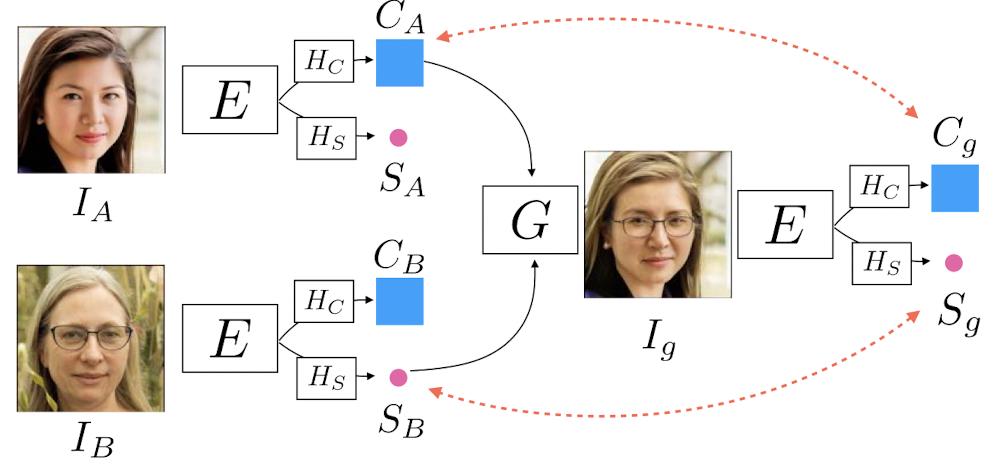 C_A
H_C
E
H_S
S_A
I_A
C_g
H_C
G
E
H_S
S_g
I_g
C_B
H_C
E
H_S
S_B
I_B